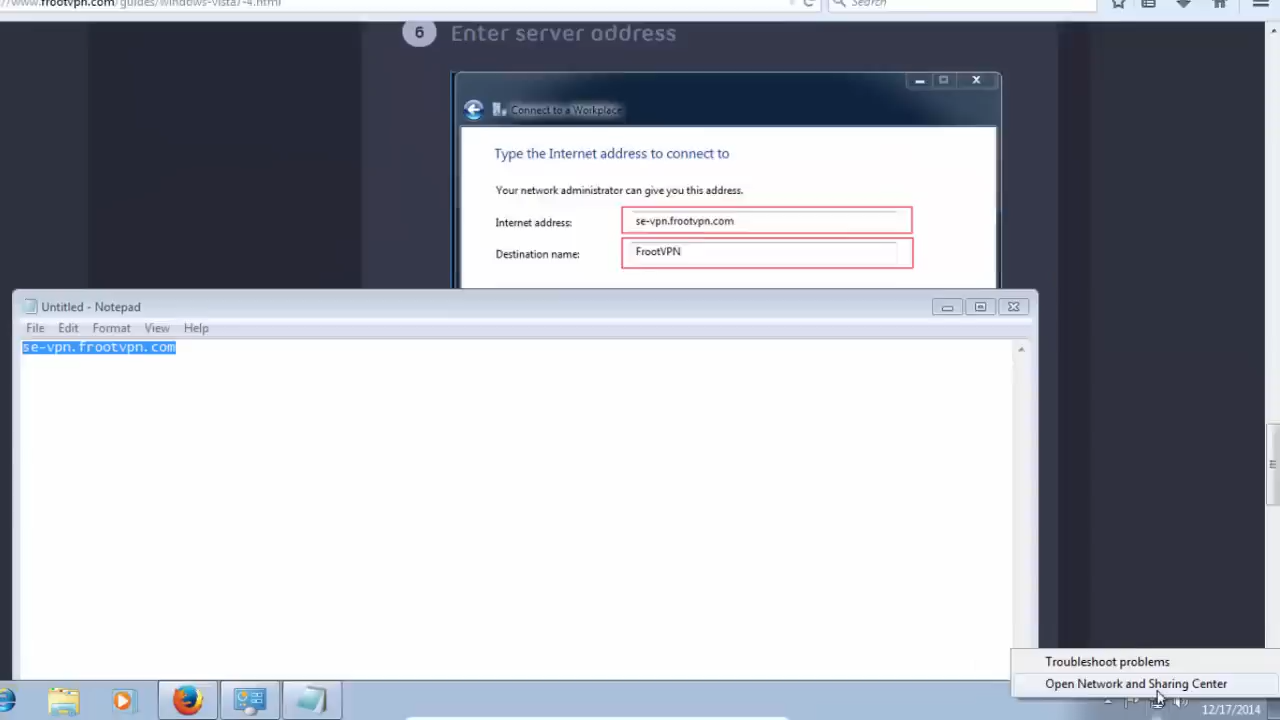 www.frootvpn.com/guides/windows-vista7-4.html
Search
6 Enter server address
Connect to a Workplace
Type the Internet address to connect to
Your network administrator can give you this address.
Internet address: se-vpn.frootvpn.com
Destination name: FrootVPN
Untitled - Notepad
File Edit Format View Help
se-vpn.frootvpn.com
Troubleshoot problems
Open Network and Sharing Center
12/17/2014